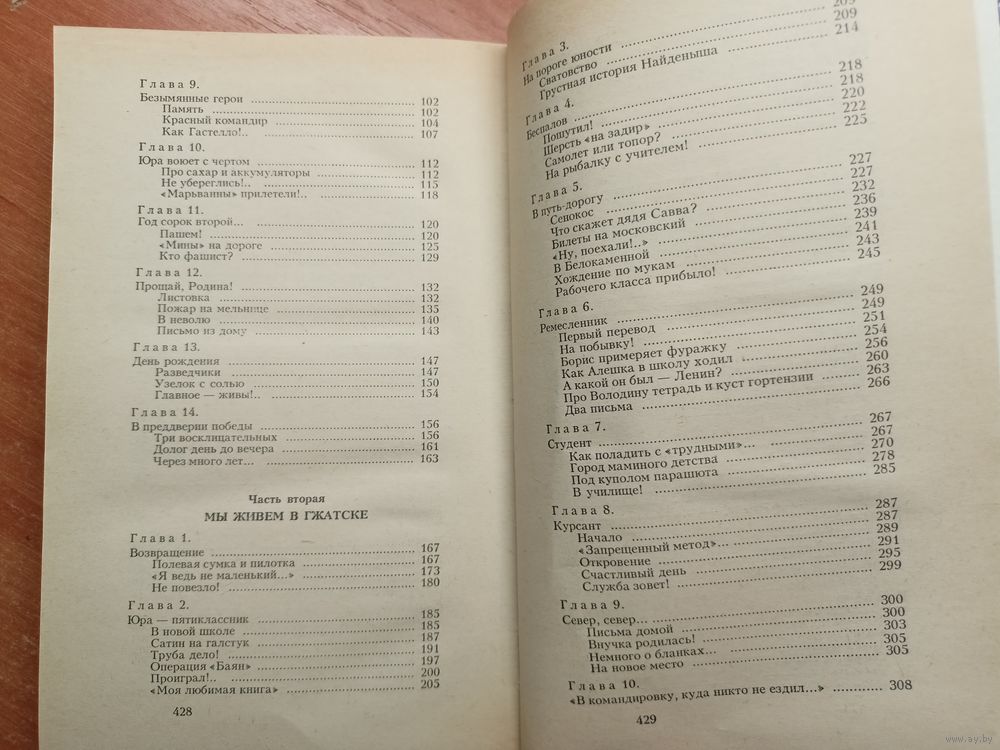 Глава 9.
Безымянные герои 102
Память 102
Красный командир 104
Как Гастелло!.. 107
Глава 10.
Юра воюет с чертом 112
Про сахар и аккумуляторы 112
Не убереглись!.. 115
«Марьванны» прилетели!.. 118
Глава 11.
Год сорок второй... 120
Пашем! 120
«Мины» на дороге 125
Кто фашист? 129
Глава 12.
Прощай, Родина! 132
Листовка 132
Пожар на мельнице 135
В неволю 140
Письмо из дому 143
Глава 13.
День рождения 147
Разведчики 147
Узелок с солью 150
Главное — живы!.. 154
Глава 14.
В преддверии победы 156
Три восклицательных 156
Долог день до вечера 161
Через много лет... 163
Часть вторая
МЫ ЖИВЕМ В ГЖАТСКЕ
Глава 1.
Возвращение 167
Полевая сумка и пилотка 167
«Я ведь не маленький...» 173
Не повезло! 180
Глава 2.
Юра — пятиклассник 185
В новой школе 185
Сатин на галстук 187
Труба дело! 191
Операция «Баян» 197
Проиграл!.. 200
«Моя любимая книга» 205
428
Глава 3.
На пороге юности 209
Сватовство 209
Грустная история Найденыша 214
Глава 4.
Беспалов 218
Пошутил! 218
Шерсть «на задир» 220
Самолет или топор? 222
На рыбалку с учителем! 225
Глава 5.
В путь-дорогу 227
Сенокос 227
Что скажет дядя Савва? 232
Билеты на московский 236
«Ну, поехали!..» 239
В Белокаменной 241
Хождение по мукам 243
Рабочего класса прибыло! 245
Глава 6.
Ремесленник 249
Первый перевод 249
На побывку! 251
Борис примеряет фуражку 254
Как Алешка в школу ходил 256
А какой он был — Ленин? 260
Про Володину тетрадь и куст гортензии 263
Два письма 266
Глава 7.
Студент 267
Как поладить с «трудными»... 267
Город маминого детства 270
Под куполом парашюта 278
В училище! 285
Глава 8.
Курсант 287
Начало 287
«Запрещенный метод»... 289
Откровение 291
Счастливый день 295
Служба зовет! 299
Глава 9.
Север, север... 300
Письма домой 300
Внучка родилась! 303
Немного о бланках... 305
На новое место 305
Глава 10.
«В командировку, куда никто не ездил...» 308
429
www.ay.by